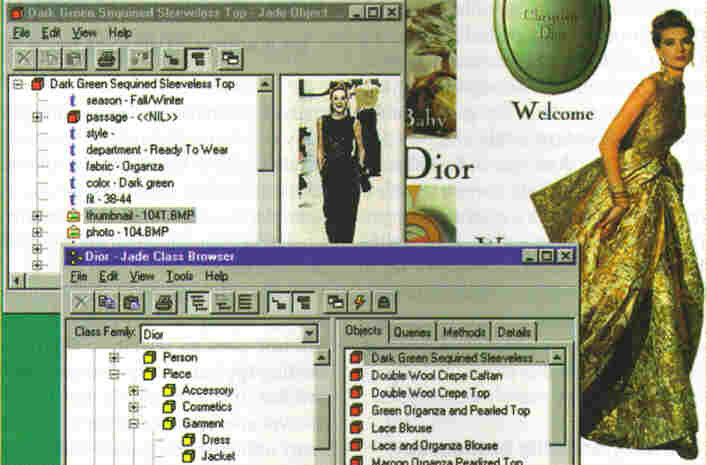 Dark Green Sequined Sleeveless Top - Jade Object...
File Edit View Help
Dark Green Sequined Sleeveless Top
season - Fall/Winter
passage - <<NIL>>
style -
department - Ready To Wear
fabric - Organza
color - Dark green
fit - 38-44
thumbnail - 104T.BMP
photo - 104.BMP
Christian
Dior
Baby
Welcome
Dior
Dior - Jade Class Browser
File Edit View Tools Help
Class Family: Dior
Person
Piece
Accessory
Cosmetics
Garment
Dress
Jacket
Objects Queries Methods Details
Dark Green Sequined Sleeveless ...
Double Wool Crepe Caftan
Double Wool Crepe Top
Green Organza and Pearled Top
Lace Blouse
Lace and Organza Blouse
Maroon Organza Pearlized Top